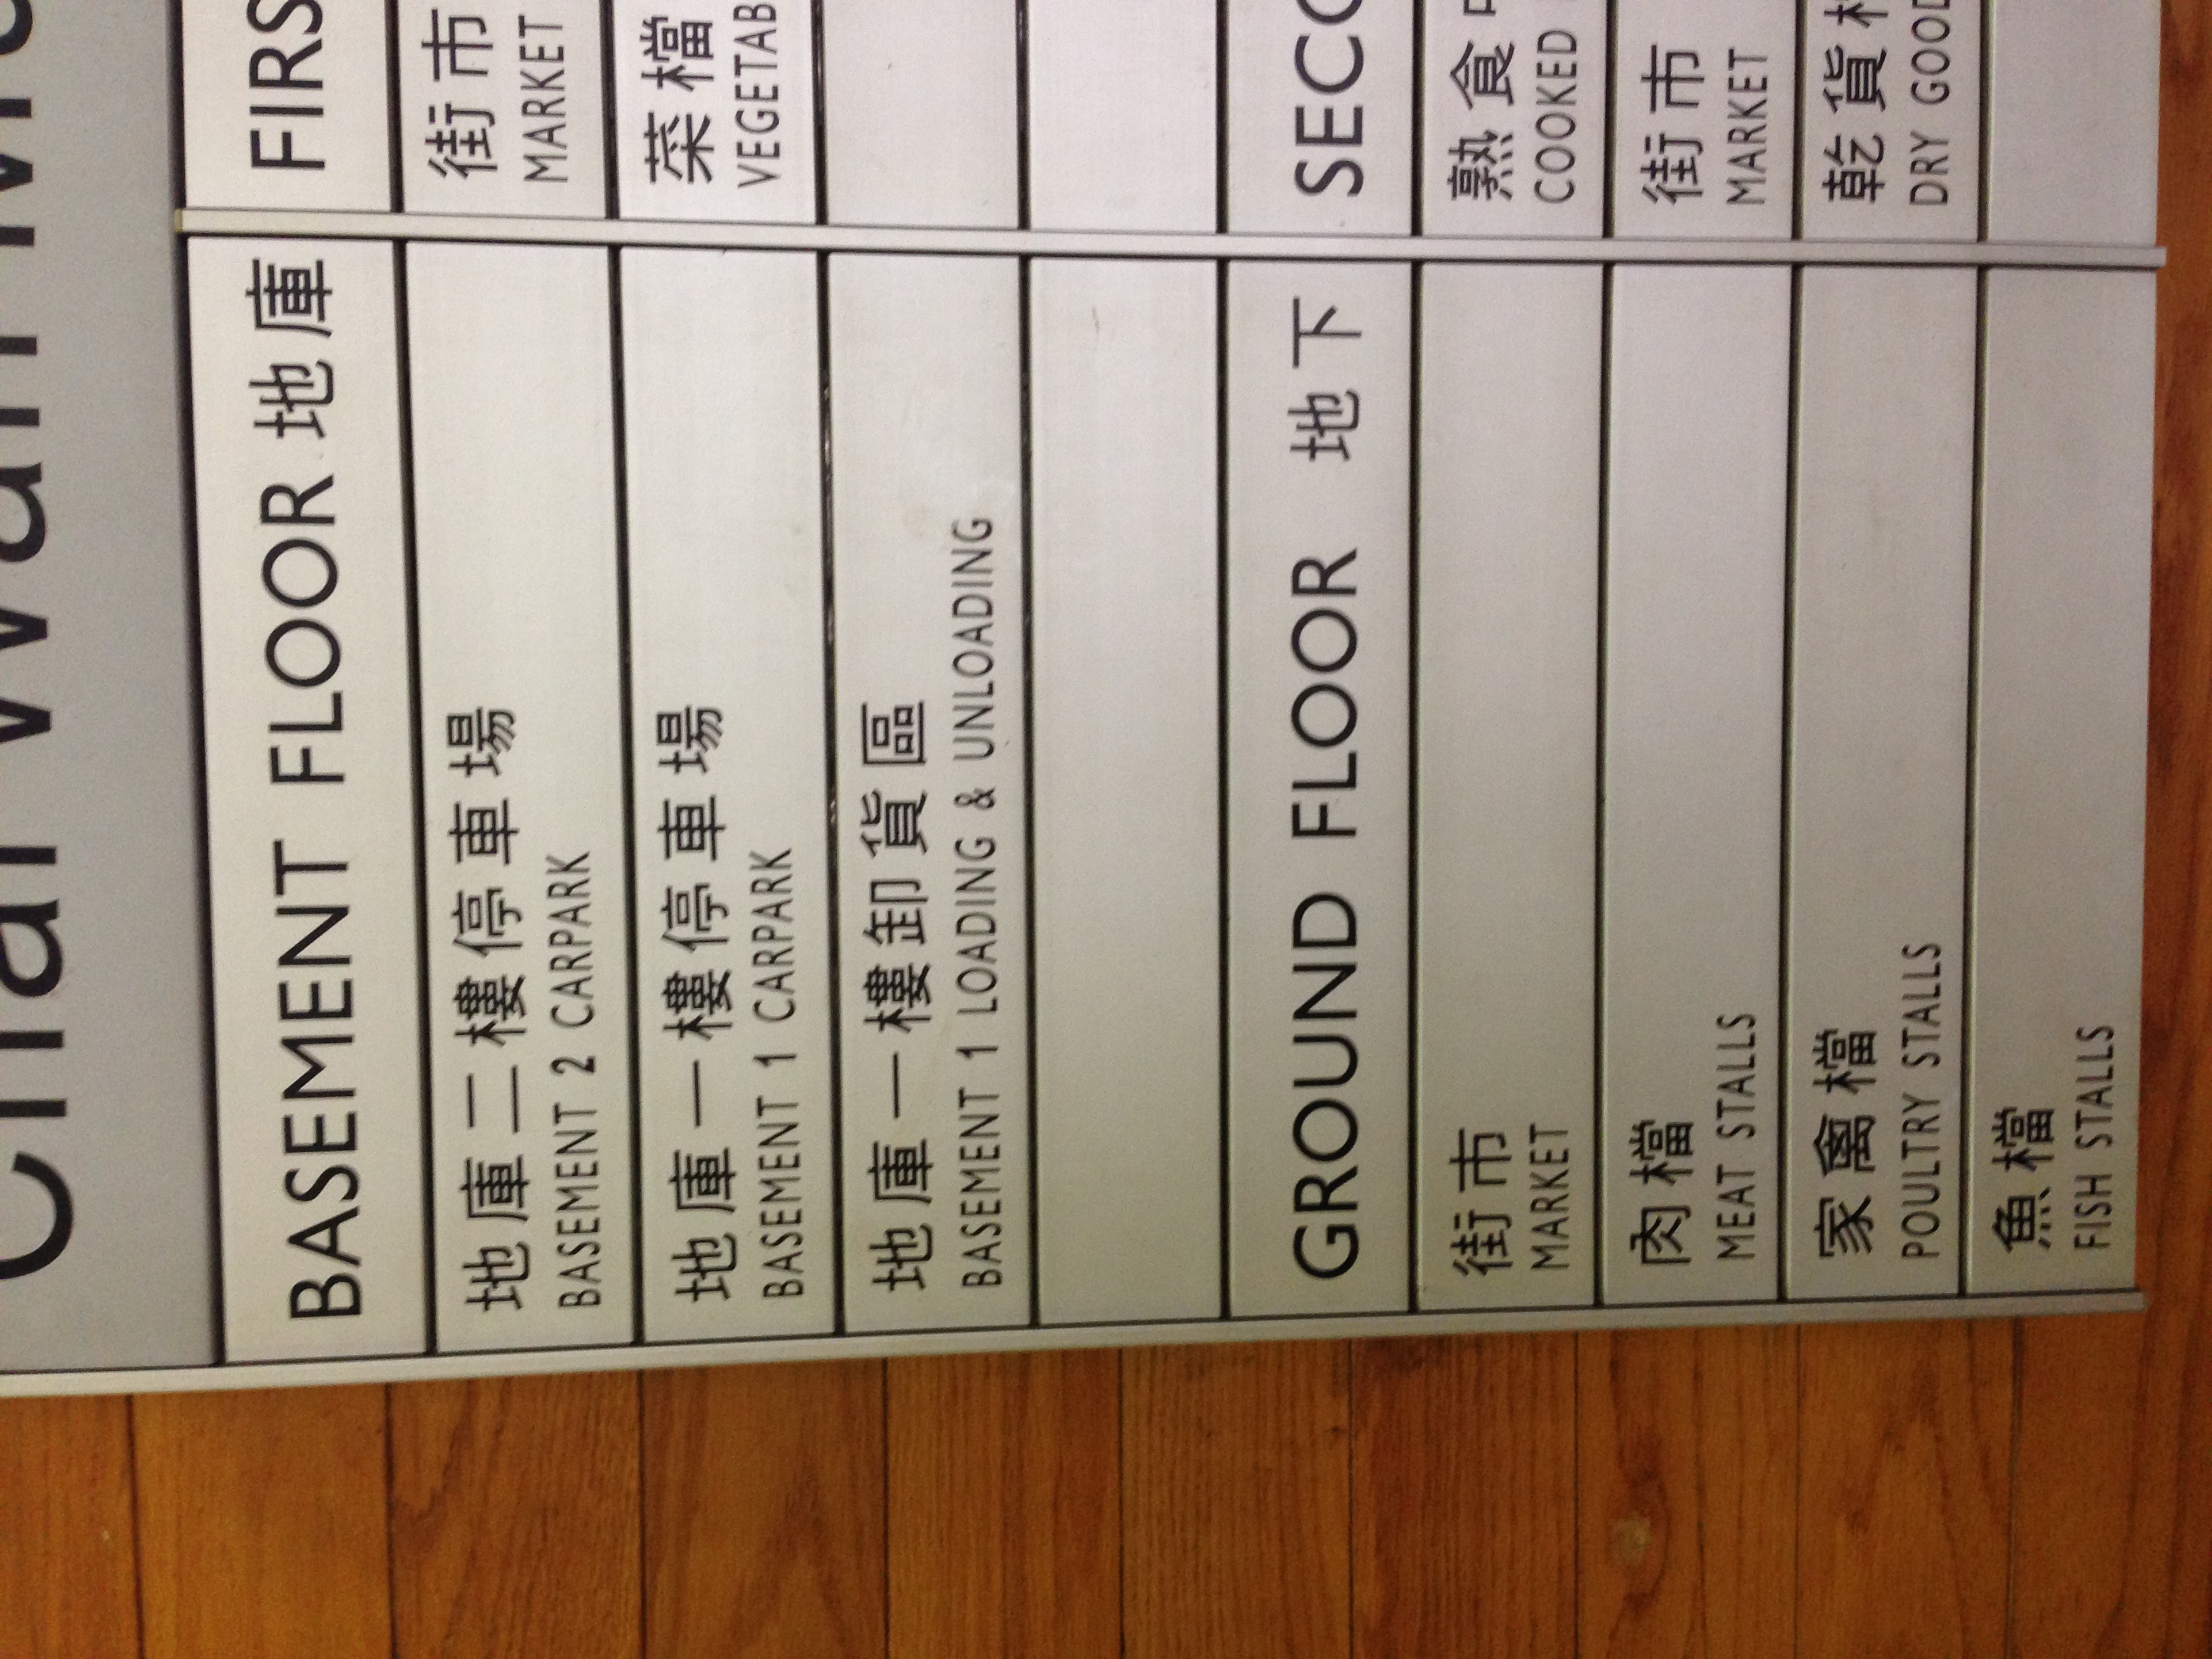 Chai Wan M
BASEMENT FLOOR 地庫
地庫二樓停車場
BASEMENT 2 CARPARK
地庫一樓停車場
BASEMENT 1 CARPARK
地庫一樓卸貨區
BASEMENT 1 LOADING & UNLOADING
GROUND FLOOR 地下
街市
MARKET
肉檔
MEAT STALLS
家禽檔
POULTRY STALLS
魚檔
FISH STALLS
FIRS
街市
MARKET
菜檔
VEGETAB
SECO
熟食
COOKED
街市
MARKET
乾貨
DRY GOOD